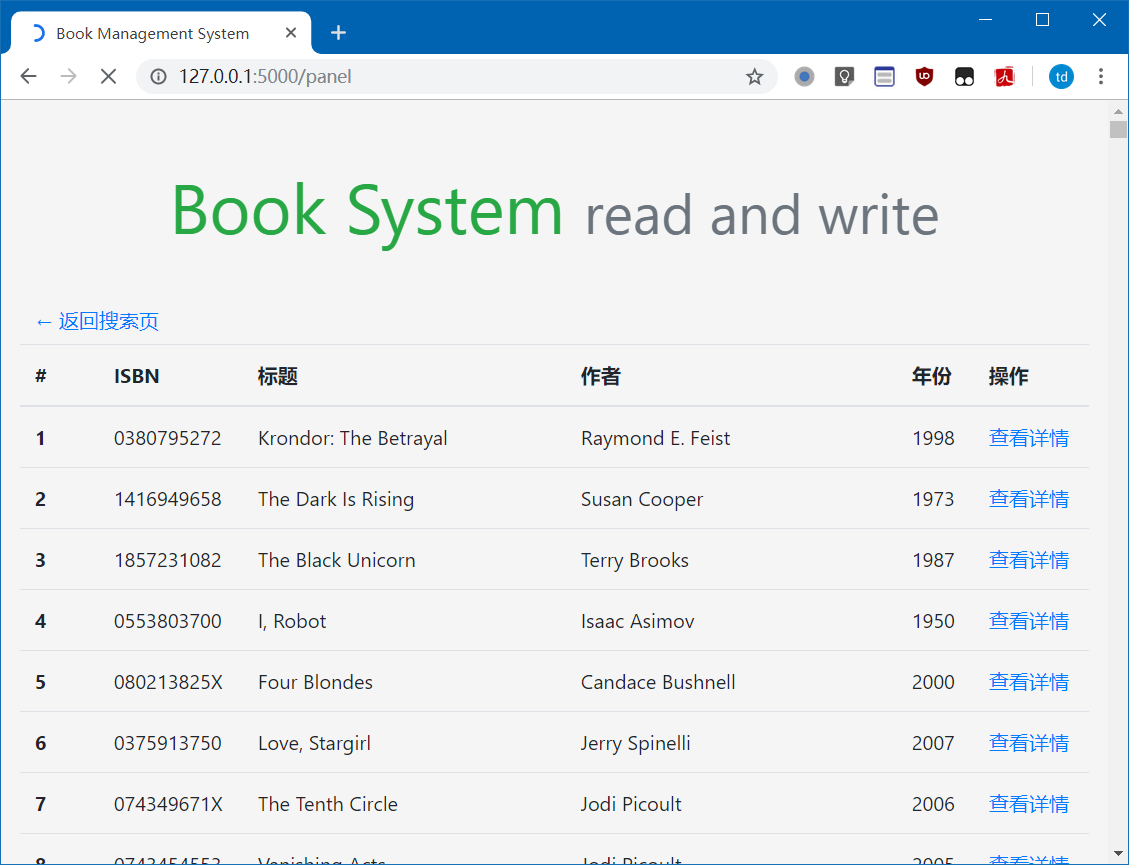 Book Management System
127.0.0.1:5000/panel
td
Book System read and write
← 返回搜索页
# ISBN 标题 作者 年份 操作
1 0380795272 Krondor: The Betrayal Raymond E. Feist 1998 查看详情
2 1416949658 The Dark Is Rising Susan Cooper 1973 查看详情
3 1857231082 The Black Unicorn Terry Brooks 1987 查看详情
4 0553803700 I, Robot Isaac Asimov 1950 查看详情
5 080213825X Four Blondes Candace Bushnell 2000 查看详情
6 0375913750 Love, Stargirl Jerry Spinelli 2007 查看详情
7 074349671X The Tenth Circle Jodi Picoult 2006 查看详情
8 0743454553 Vanishing Acts Jodi Picoult 2005 查看详情